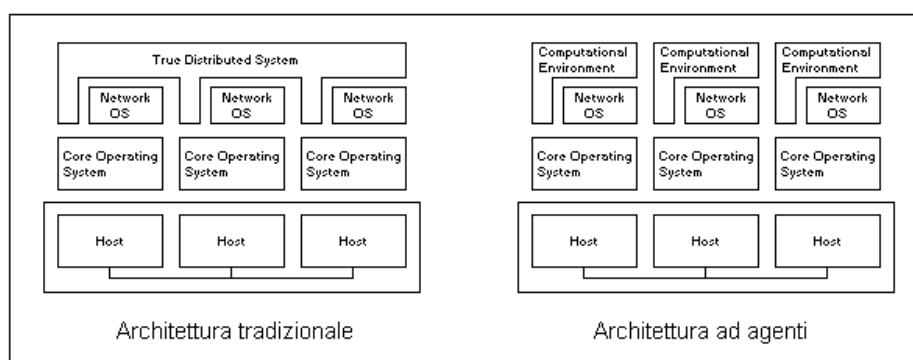 True Distributed System
Network
OS
Network
OS
Network
OS
Core Operating
System
Core Operating
System
Core Operating
System
Host
Host
Host
Architettura tradizionale
Computational
Environment
Computational
Environment
Computational
Environment
Network
OS
Network
OS
Network
OS
Core Operating
System
Core Operating
System
Core Operating
System
Host
Host
Host
Architettura ad agenti